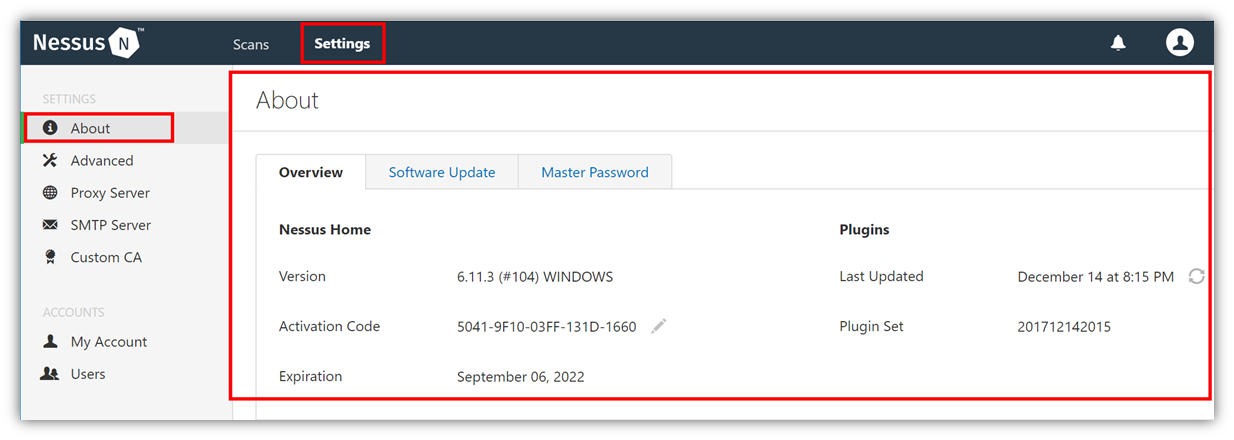 Nessus N ™ Scans Settings
SETTINGS
About
Advanced
Proxy Server
SMTP Server
Custom CA
ACCOUNTS
My Account
Users
About
Overview Software Update Master Password
Nessus Home Plugins
Version 6.11.3 (#104) WINDOWS Last Updated December 14 at 8:15 PM
Activation Code 5041-9F10-03FF-131D-1660 Plugin Set 201712142015
Expiration September 06, 2022